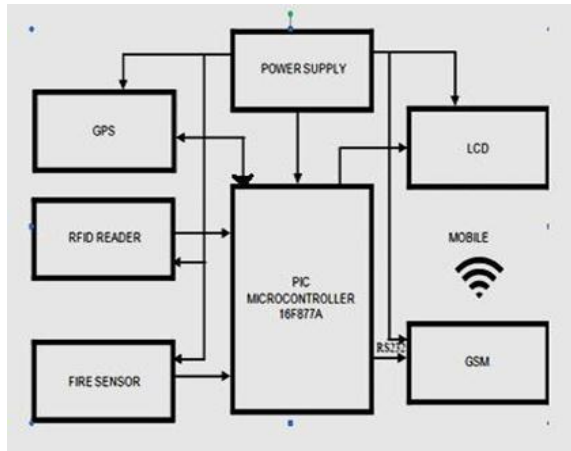 POWER SUPPLY
GPS
LCD
RFID READER
MOBILE
PIC
MICROCONTROLLER
16F877A
RS232
GSM
FIRE SENSOR